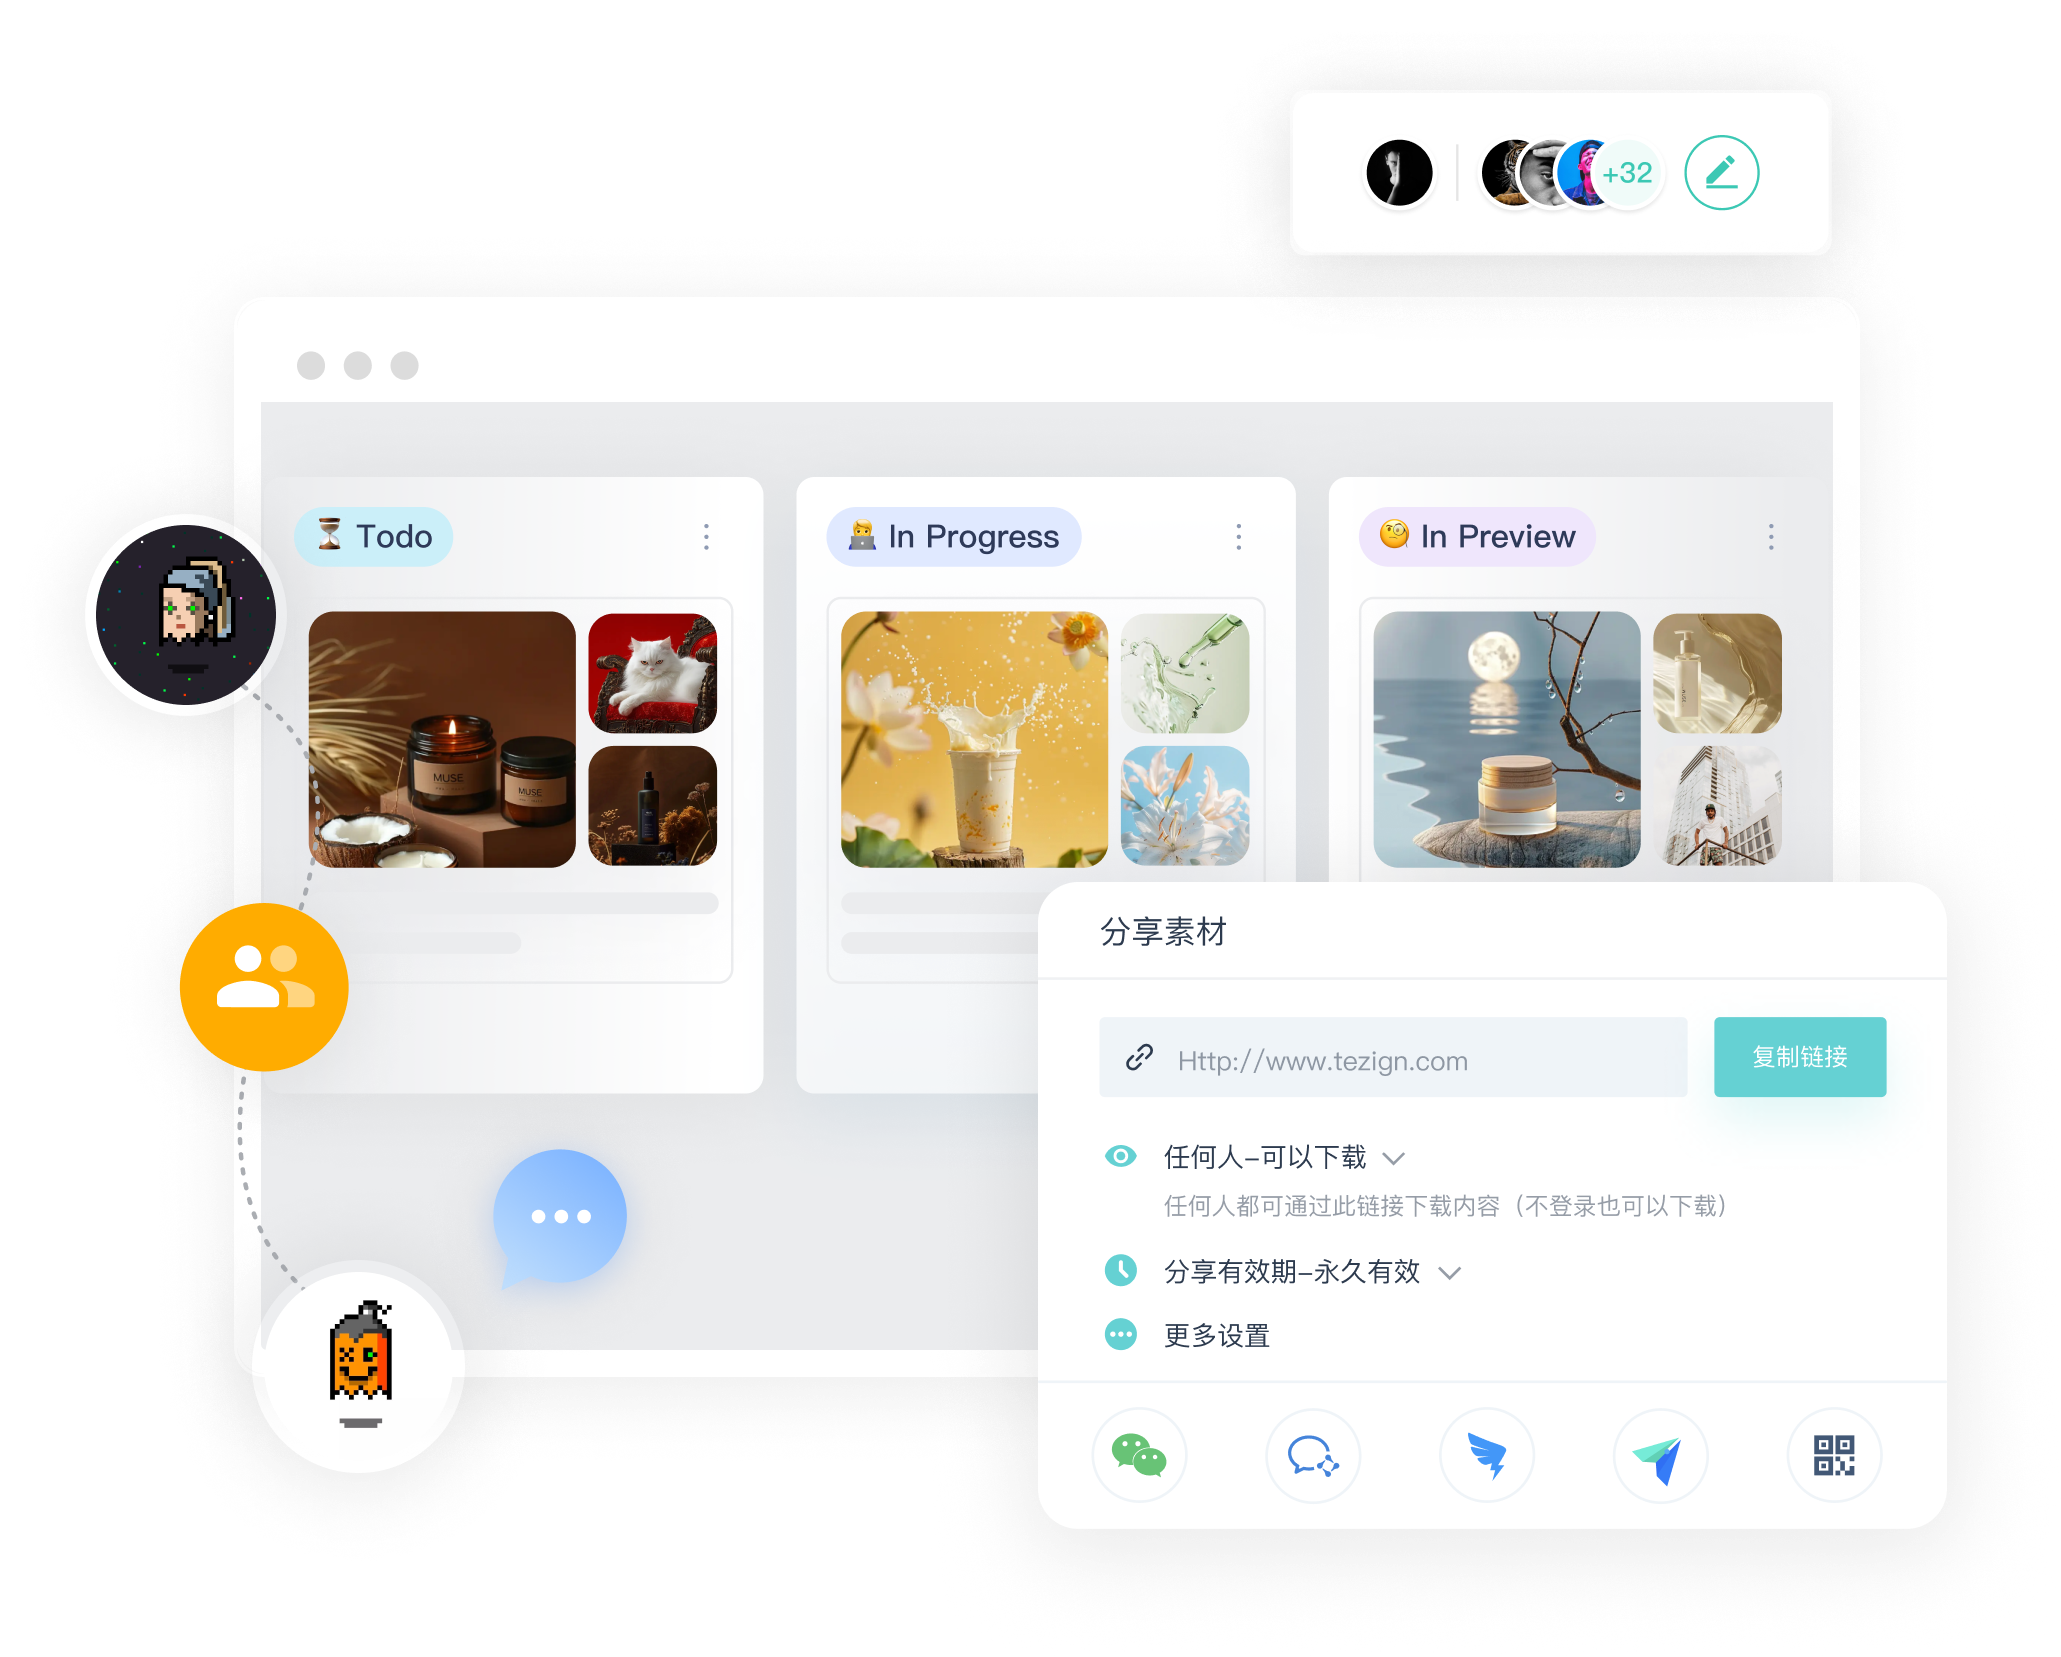 +32
Todo
In Progress
In Preview
MUSE
MUSE
分享素材
Http://www.tezign.com
复制链接
任何人–可以下载
任何人都可通过此链接下载内容（不登录也可以下载）
分享有效期–永久有效
更多设置